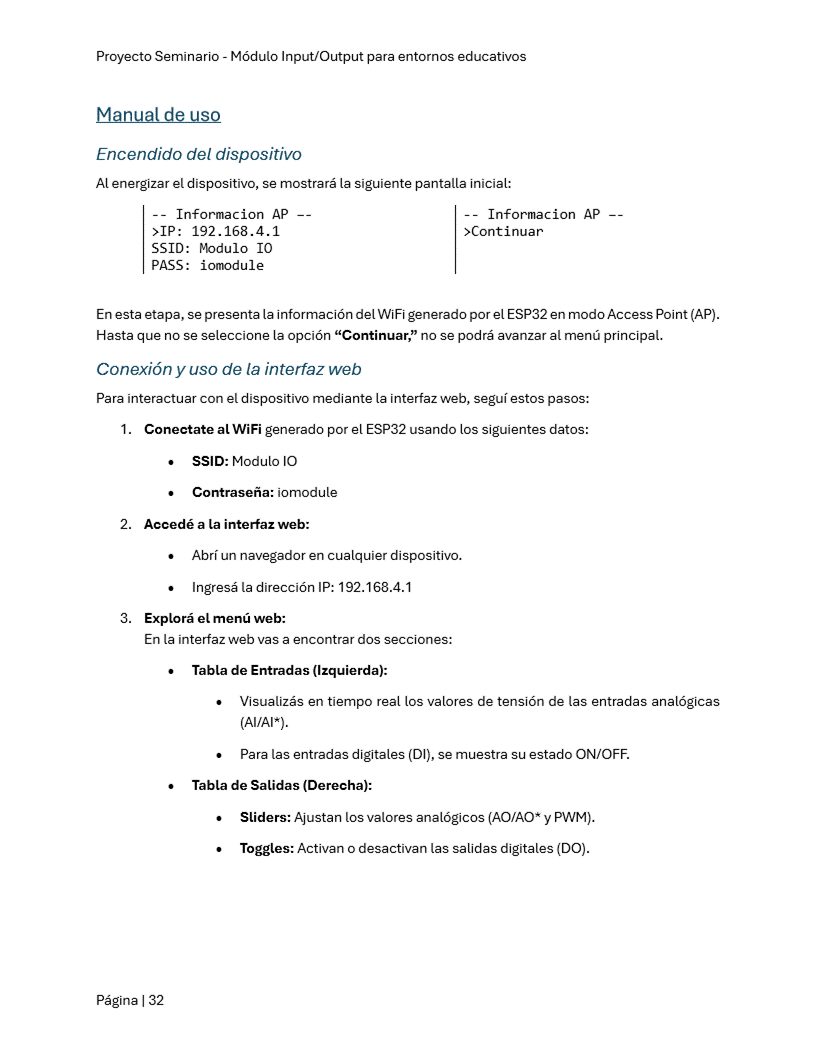 Proyecto Seminario - Módulo Input/Output para entornos educativos
Manual de uso
Encendido del dispositivo
Al energizar el dispositivo, se mostrará la siguiente pantalla inicial:
-- Informacion AP --
>IP: 192.168.4.1
SSID: Modulo IO
PASS: iomodule
-- Informacion AP --
>Continuar
En esta etapa, se presenta la información del WiFi generado por el ESP32 en modo Access Point (AP).
Hasta que no se seleccione la opción “Continuar,” no se podrá avanzar al menú principal.
Conexión y uso de la interfaz web
Para interactuar con el dispositivo mediante la interfaz web, seguí estos pasos:
1. Conectate al WiFi generado por el ESP32 usando los siguientes datos:
• SSID: Modulo IO
• Contraseña: iomodule
2. Accedé a la interfaz web:
• Abrí un navegador en cualquier dispositivo.
• Ingresá la dirección IP: 192.168.4.1
3. Explorá el menú web:
En la interfaz web vas a encontrar dos secciones:
• Tabla de Entradas (Izquierda):
• Visualizás en tiempo real los valores de tensión de las entradas analógicas
(AI/AI*).
• Para las entradas digitales (DI), se muestra su estado ON/OFF.
• Tabla de Salidas (Derecha):
• Sliders: Ajustan los valores analógicos (AO/AO* y PWM).
• Toggles: Activan o desactivan las salidas digitales (DO).
Página | 32